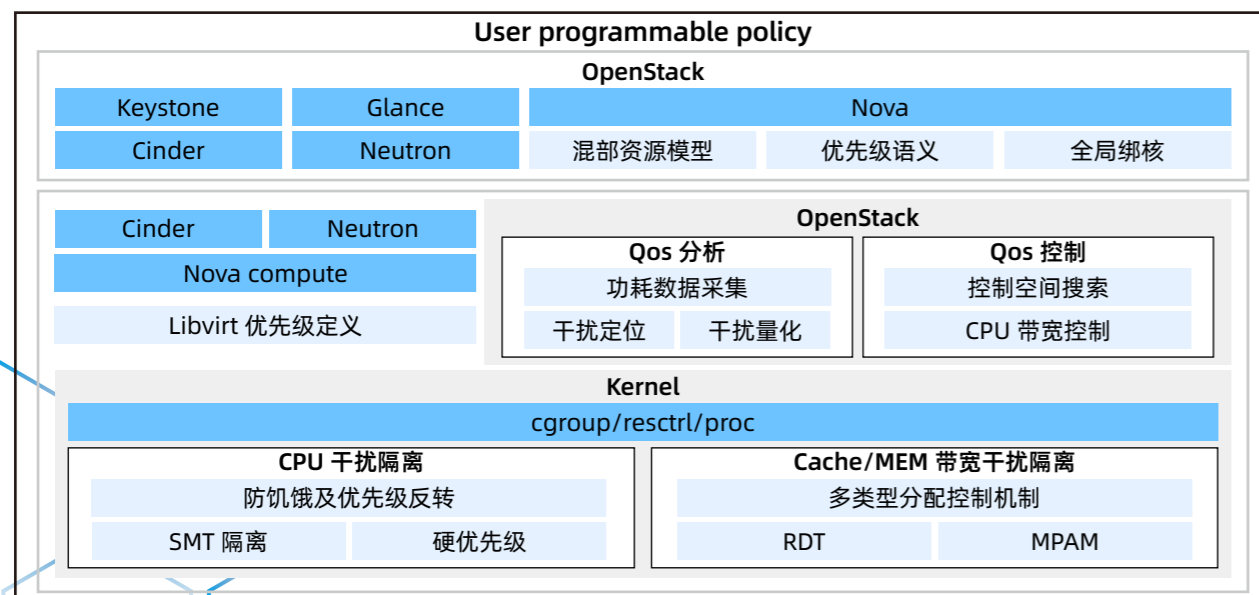 User programmable policy
OpenStack
Keystone Glance Nova
Cinder Neutron 混部资源模型 优先级语义 全局绑核
Cinder Neutron
Nova compute
Libvirt 优先级定义
OpenStack
Qos 分析
功耗数据采集
干扰定位 干扰量化
Qos 控制
控制空间搜索
CPU 带宽控制
Kernel
cgroup/resctrl/proc
CPU 干扰隔离
防饥饿及优先级反转
SMT 隔离 硬优先级
Cache/MEM 带宽干扰隔离
多类型分配控制机制
RDT MPAM